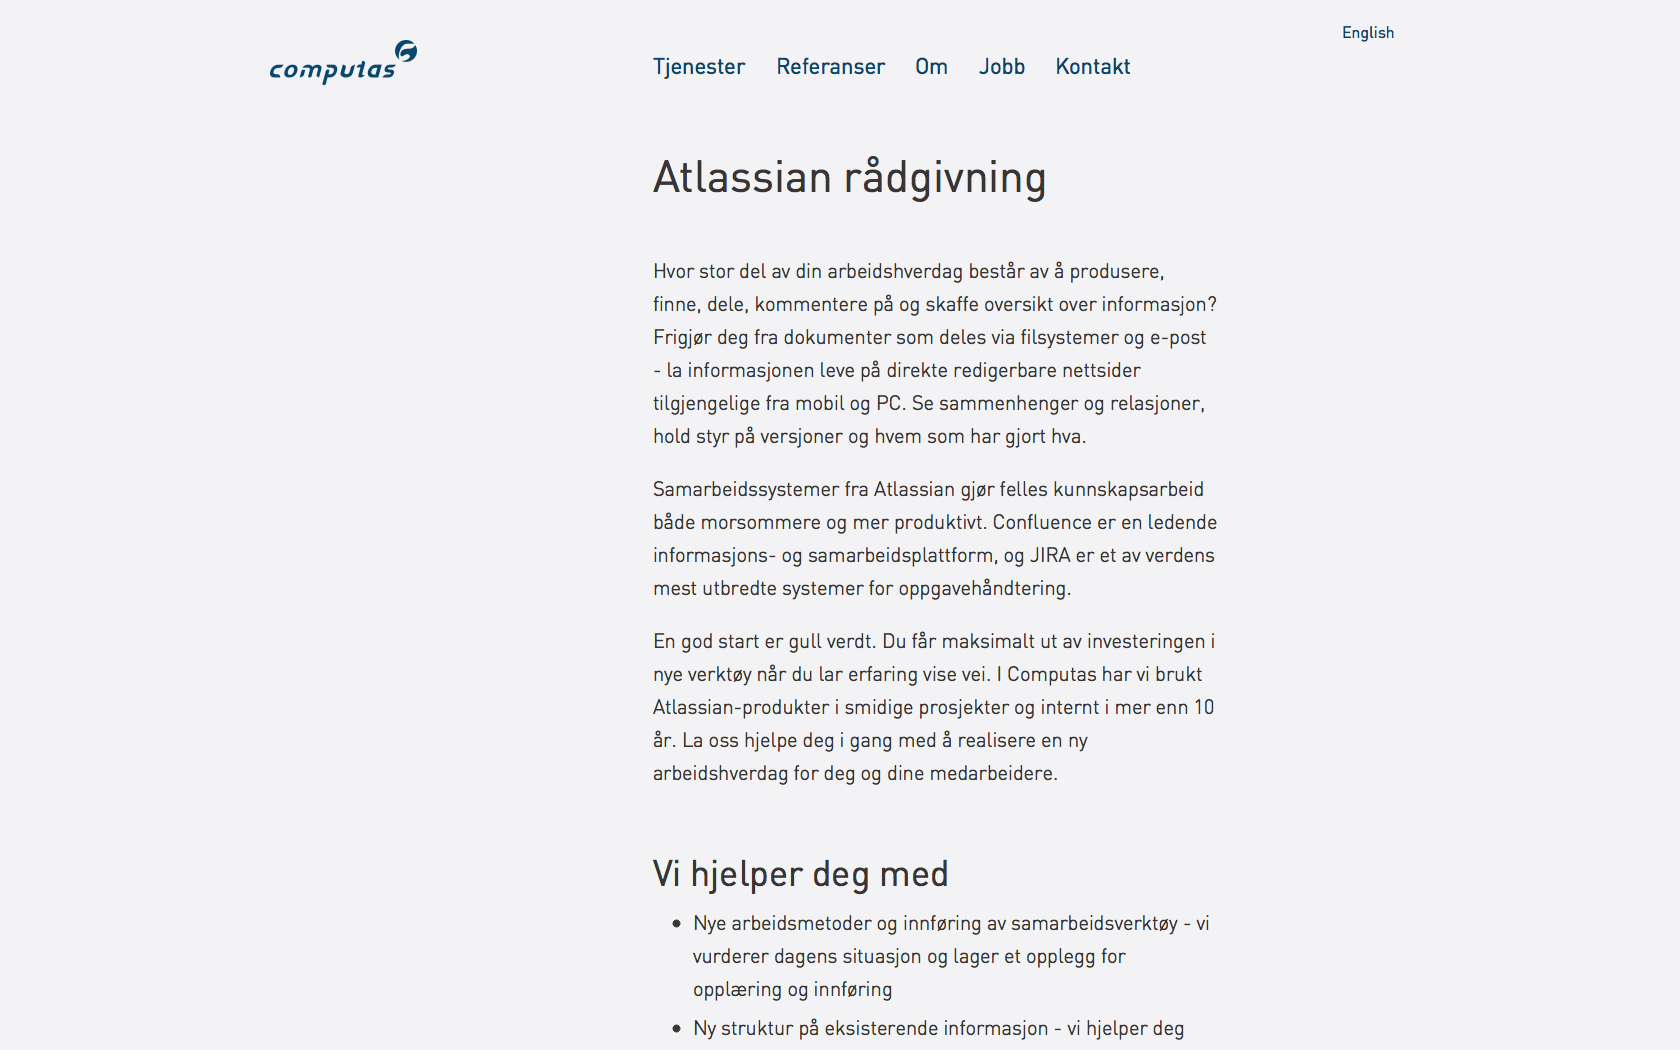 English
computas
Tjenester Referanser Om Jobb Kontakt
Atlassian rådgivning
Hvor stor del av din arbeidshverdag består av å produsere,
finne, dele, kommentere på og skaffe oversikt over informasjon?
Frigjør deg fra dokumenter som deles via filsystemer og e-post
- la informasjonen leve på direkte redigerbare nettsider
tilgjengelige fra mobil og PC. Se sammenhenger og relasjoner,
hold styr på versjoner og hvem som har gjort hva.
Samarbeidssystemer fra Atlassian gjør felles kunnskapsarbeid
både morsommere og mer produktivt. Confluence er en ledende
informasjons- og samarbeidsplattform, og JIRA er et av verdens
mest utbredte systemer for oppgavehåndtering.
En god start er gull verdt. Du får maksimalt ut av investeringen i
nye verktøy når du lar erfaring vise vei. I Computas har vi brukt
Atlassian-produkter i smidige prosjekter og internt i mer enn 10
år. La oss hjelpe deg i gang med å realisere en ny
arbeidshverdag for deg og dine medarbeidere.
Vi hjelper deg med
• Nye arbeidsmetoder og innføring av samarbeidsverktøy - vi
vurderer dagens situasjon og lager et opplegg for
opplæring og innføring
• Ny struktur på eksisterende informasjon - vi hjelper deg